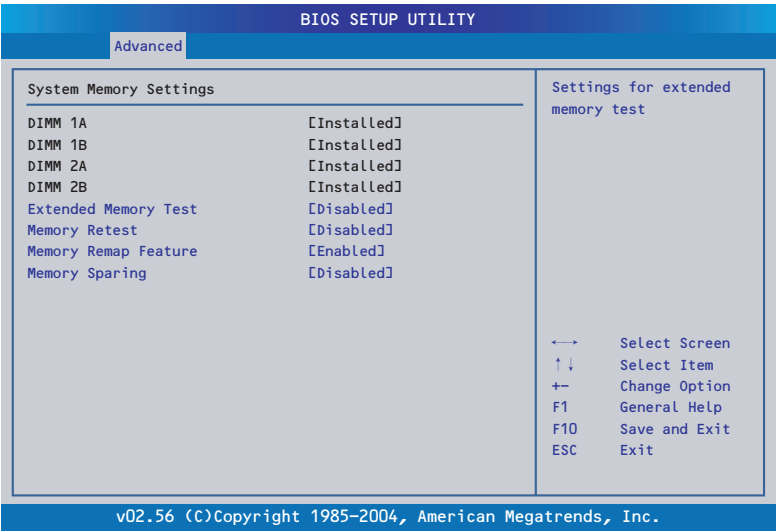 BIOS SETUP UTILITY
Advanced
System Memory Settings
DIMM 1A [Installed]
DIMM 1B [Installed]
DIMM 2A [Installed]
DIMM 2B [Installed]
Extended Memory Test [Disabled]
Memory Retest [Disabled]
Memory Remap Feature [Enabled]
Memory Sparing [Disabled]
Settings for extended
memory test
←→ Select Screen
↑↓ Select Item
+− Change Option
F1 General Help
F10 Save and Exit
ESC Exit
v02.56 (C)Copyright 1985−2004, American Megatrends, Inc.